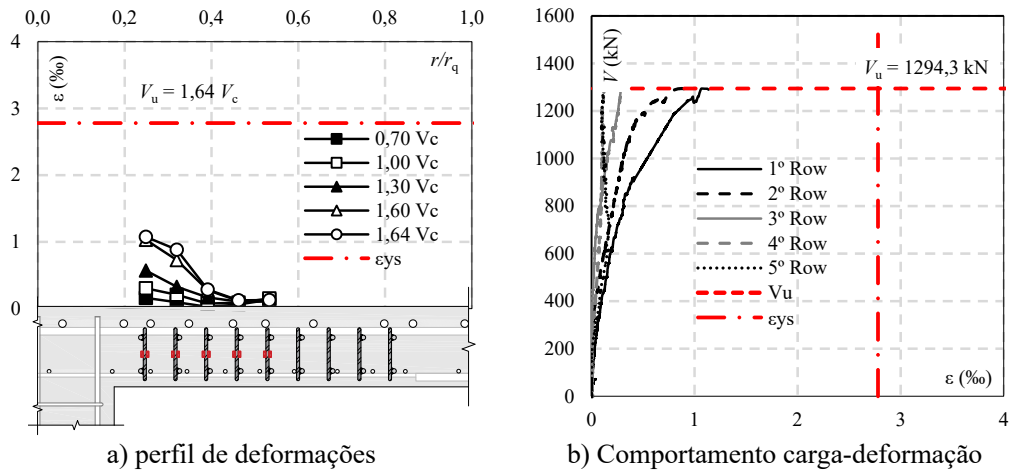 0,0 0,2 0,4 0,6 0,8 1,0
4
3
2
1
0
ε (‰)
r/rq
Vu = 1,64 Vc
0,70 Vc
1,00 Vc
1,30 Vc
1,60 Vc
1,64 Vc
εys
a) perfil de deformações
1600
1400
1200
1000
800
600
400
200
0
V (kN)
Vu = 1294,3 kN
1º Row
2º Row
3º Row
4º Row
5º Row
Vu
εys
ε (‰)
0 1 2 3 4
b) Comportamento carga-deformação